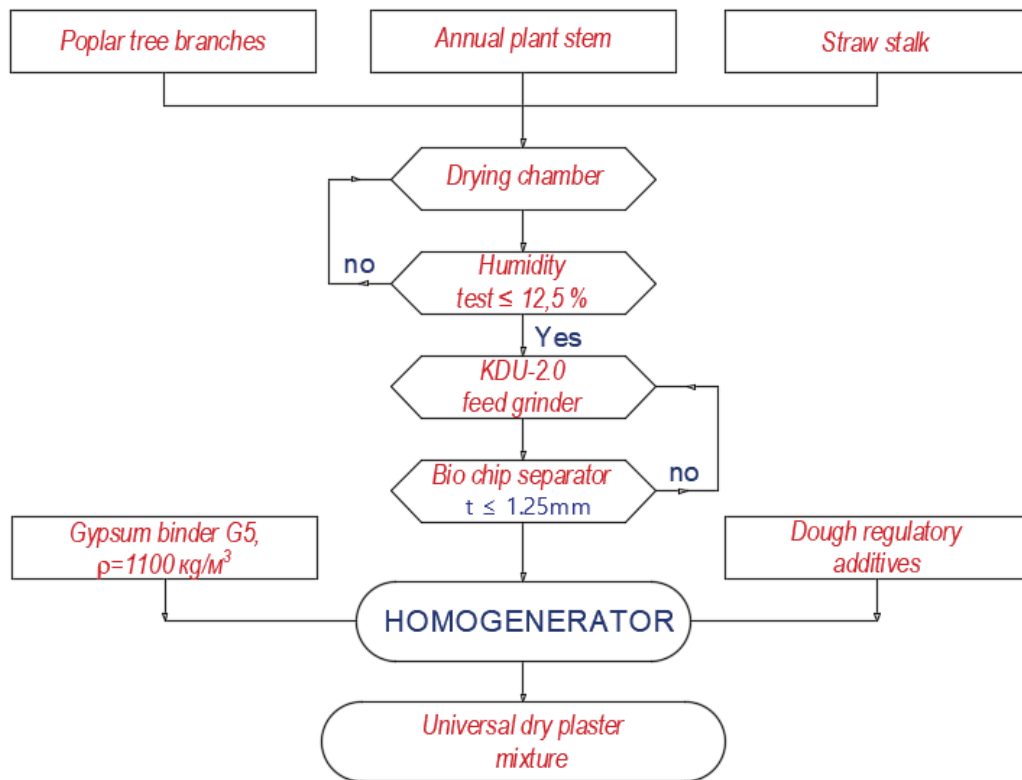 Poplar tree branches
Annual plant stem
Straw stalk
Drying chamber
no
Humidity
test ≤ 12,5 %
Yes
KDU-2.0
feed grinder
Bio chip separator
t ≤ 1.25mm
no
Gypsum binder G5,
ρ=1100 кg/м³
Dough regulatory
additives
HOMOGENERATOR
Universal dry plaster
mixture